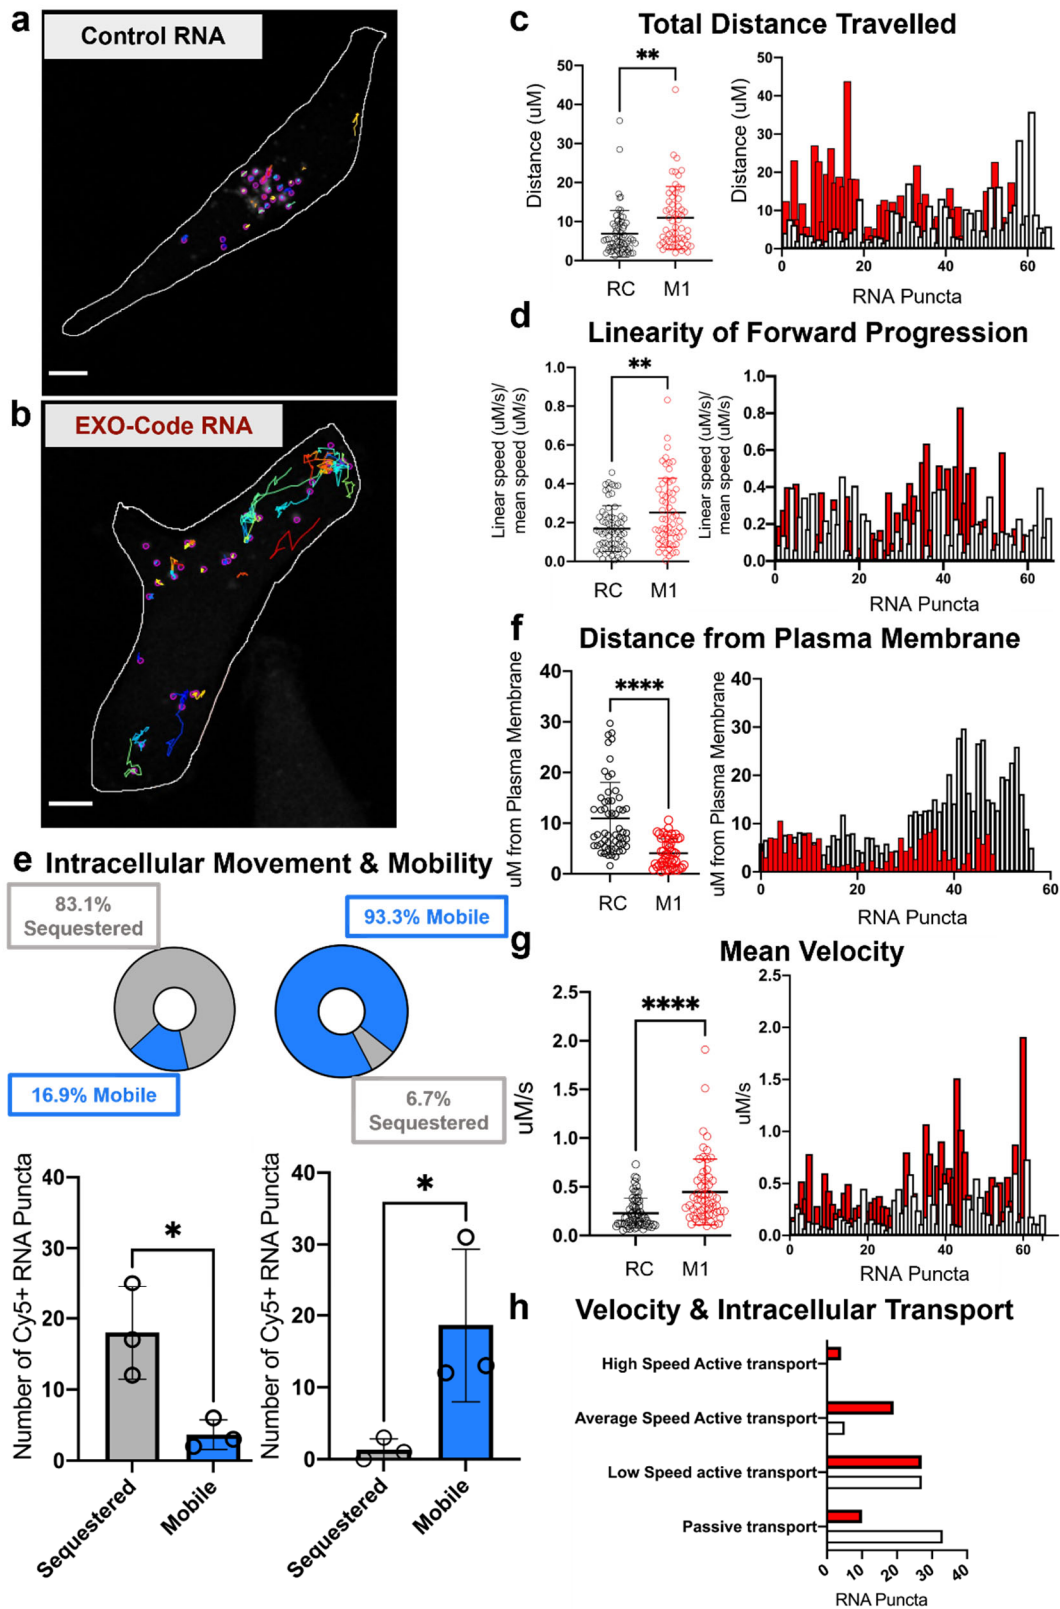 a
Control RNA
b
EXO-Code RNA
c
Total Distance Travelled
Distance (uM)
50
40
30
20
10
0
**
RC
M1
Distance (uM)
50
40
30
20
10
0
0
20
40
60
RNA Puncta
d
Linearity of Forward Progression
Linear speed (uM/s)/
mean speed (uM/s)
1.0
0.8
0.6
0.4
0.2
0.0
**
RC
M1
Linear speed (uM/s)/
mean speed (uM/s)
1.0
0.8
0.6
0.4
0.2
0.0
0
20
40
60
RNA Puncta
f
Distance from Plasma Membrane
uM from Plasma Membrane
40
30
20
10
0
****
RC
M1
uM from Plasma Membrane
40
30
20
10
0
0
20
40
60
RNA Puncta
e
Intracellular Movement & Mobility
83.1%
Sequestered
16.9% Mobile
93.3% Mobile
6.7%
Sequestered
Number of Cy5+ RNA Puncta
40
30
20
10
0
*
Sequestered
Mobile
Number of Cy5+ RNA Puncta
40
30
20
10
0
*
Sequestered
Mobile
g
Mean Velocity
uM/s
2.5
2.0
1.5
1.0
0.5
0.0
****
RC
M1
uM/s
2.5
2.0
1.5
1.0
0.5
0.0
0
20
40
60
RNA Puncta
h
Velocity & Intracellular Transport
High Speed Active transport
Average Speed Active transport
Low Speed active transport
Passive transport
0
10
20
30
40
RNA Puncta